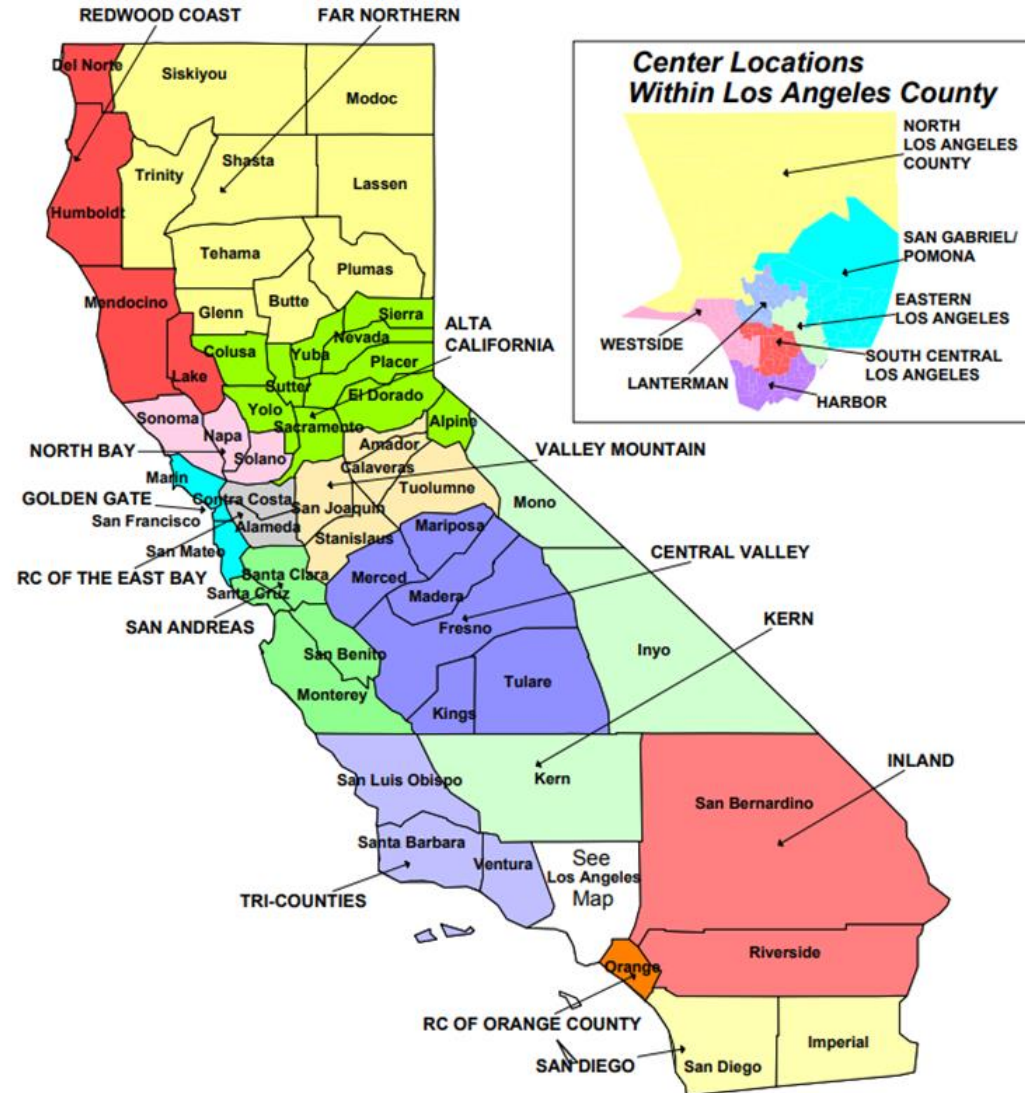 REDWOOD COAST
FAR NORTHERN
Del Norte
Siskiyou
Modoc
Trinity
Shasta
Lassen
Humboldt
Tehama
Plumas
Mendocino
Glenn
Butte
Sierra
Colusa
Yuba
Nevada
Placer
Lake
Sutter
El Dorado
Yolo
Sacramento
Alpine
ALTA
CALIFORNIA
Sonoma
Napa
Solano
NORTH BAY
Amador
Calaveras
VALLEY MOUNTAIN
Marin
Contra Costa
San Joaquin
Tuolumne
Mono
GOLDEN GATE
San Francisco
Alameda
Stanislaus
Mariposa
San Mateo
RC OF THE EAST BAY
Santa Clara
Merced
CENTRAL VALLEY
Santa Cruz
Madera
SAN ANDREAS
Fresno
KERN
San Benito
Inyo
Monterey
Tulare
Kings
San Luis Obispo
Kern
INLAND
San Bernardino
Santa Barbara
Ventura
See
Los Angeles
Map
TRI-COUNTIES
Riverside
Orange
RC OF ORANGE COUNTY
SAN DIEGO
San Diego
Imperial
Center Locations
Within Los Angeles County
NORTH
LOS ANGELES
COUNTY
SAN GABRIEL/
POMONA
EASTERN
LOS ANGELES
WESTSIDE
SOUTH CENTRAL
LOS ANGELES
LANTERMAN
HARBOR